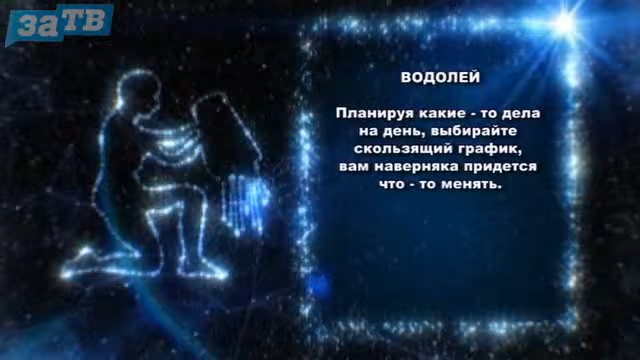 заТВ
ВОДОЛЕЙ
Планируя какие - то дела
на день, выбирайте
скользящий график,
вам наверняка придется
что - то менять.